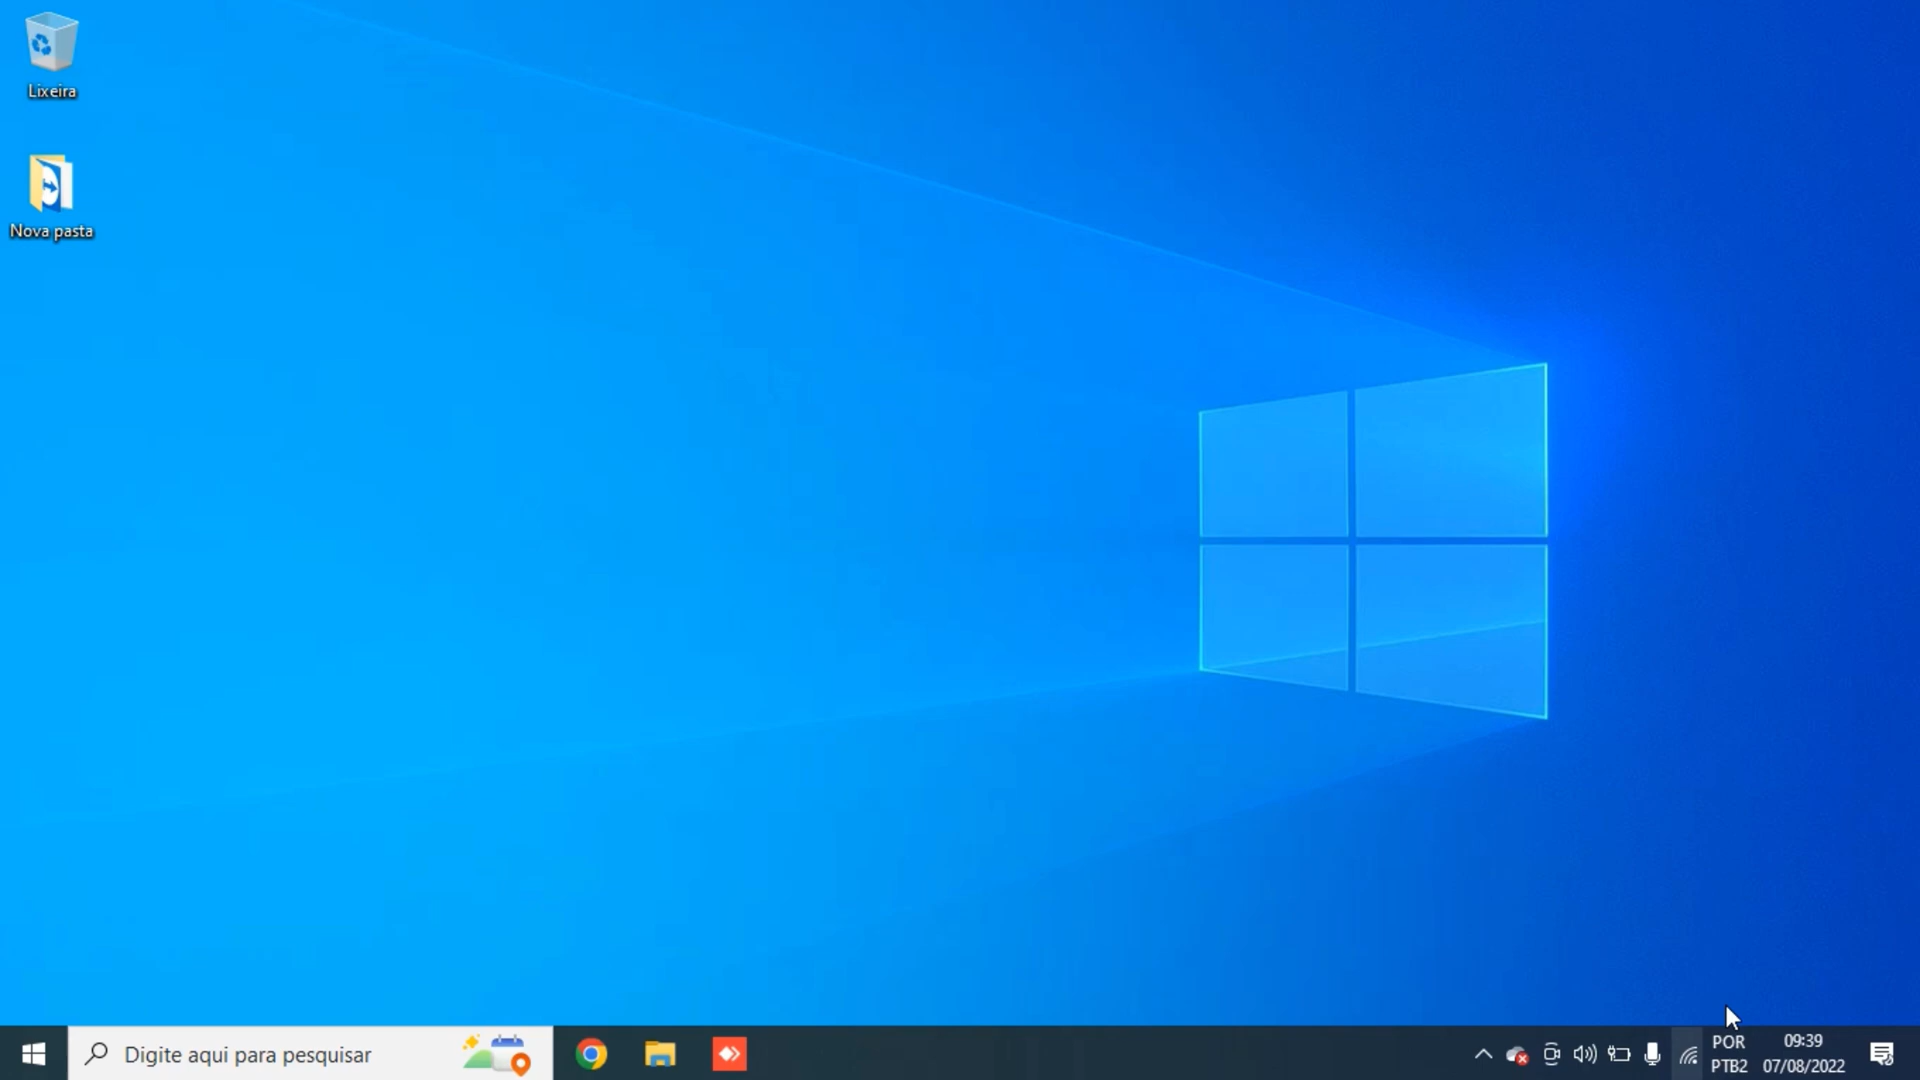 Lixeira
Nova pasta
Digite aqui para pesquisar
POR
PTB2
09:39
07/08/2022